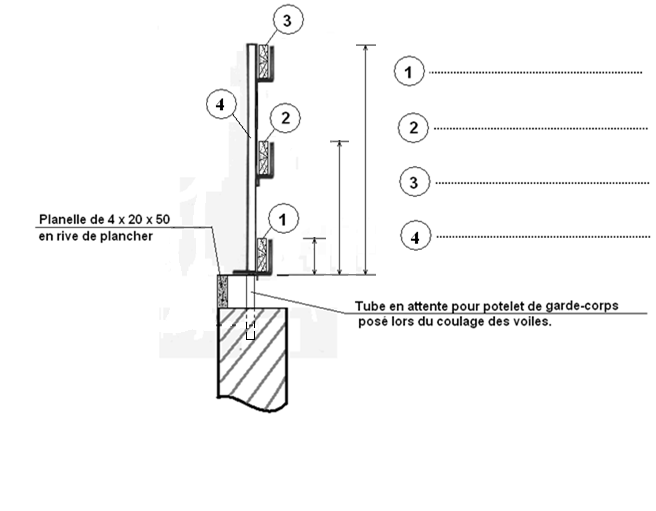 3
4
2
1
1 ........................................
2 ........................................
3 ........................................
4 ........................................
Planelle de 4 x 20 x 50
en rive de plancher
Tube en attente pour potelet de garde-corps
posé lors du coulage des voiles.